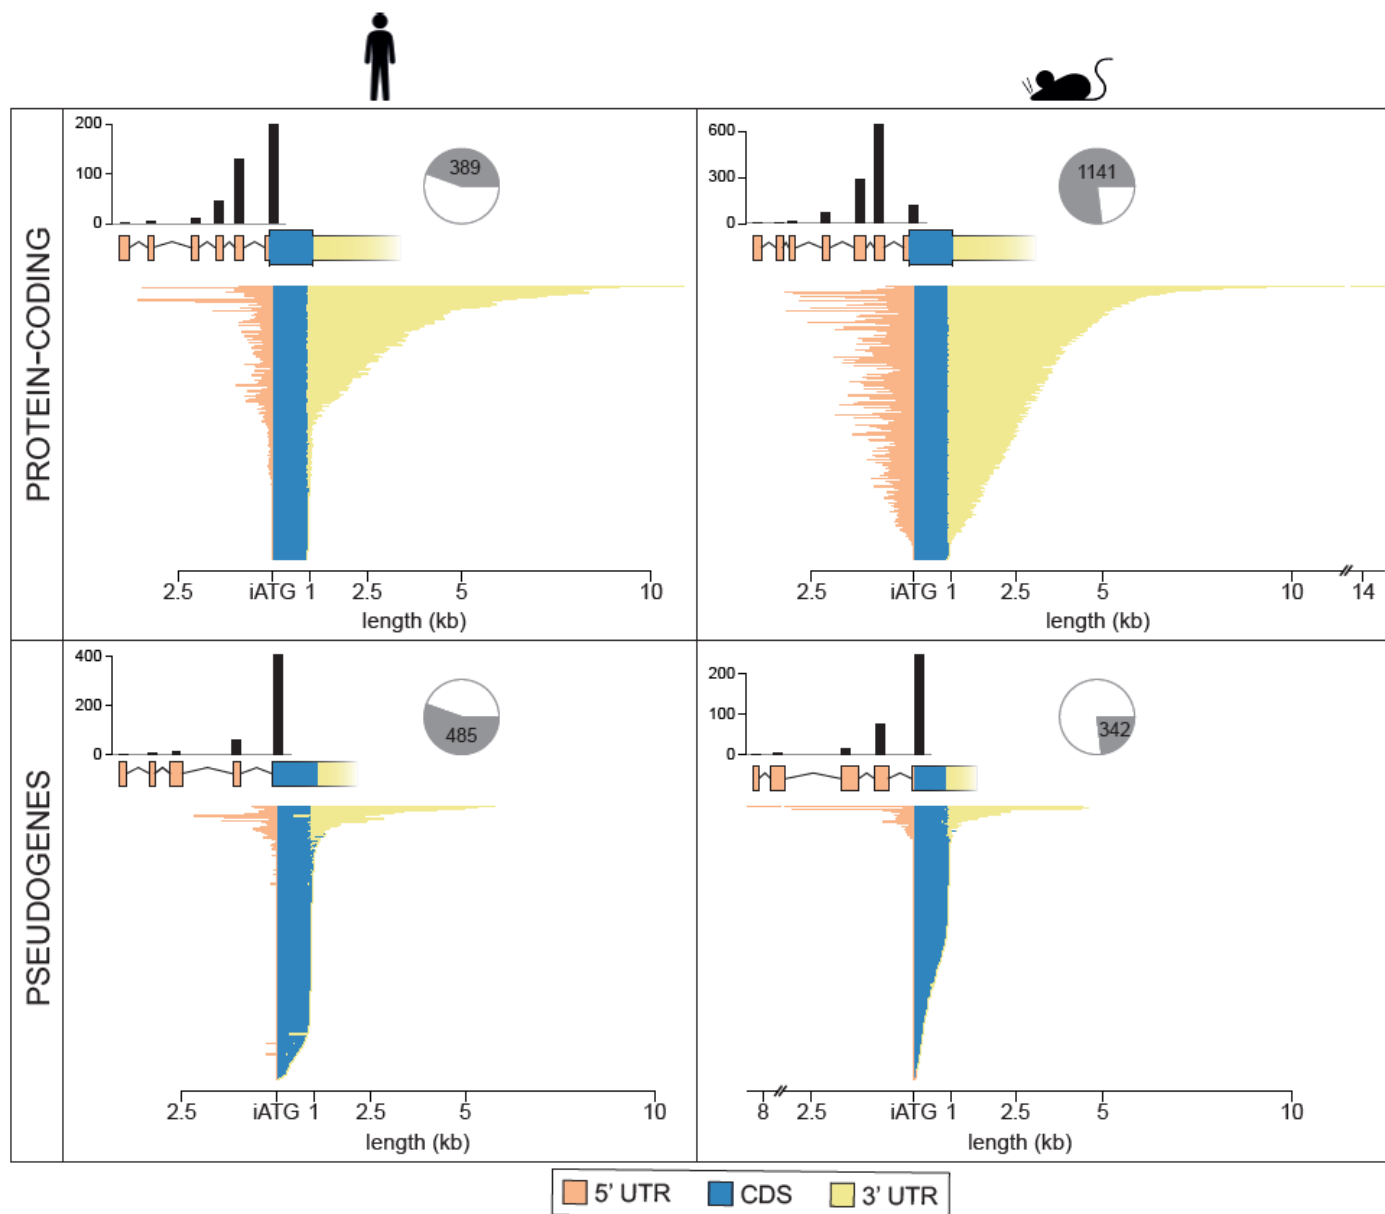 PROTEIN-CODING
200
100
0
389
2.5 iATG 1 2.5 5 10
length (kb)
600
300
0
1141
2.5 iATG 1 2.5 5 10 14
length (kb)
PSEUDOGENES
400
200
0
485
2.5 iATG 1 2.5 5 10
length (kb)
200
100
0
342
8 2.5 iATG 1 2.5 5 10
length (kb)
5' UTR CDS 3' UTR